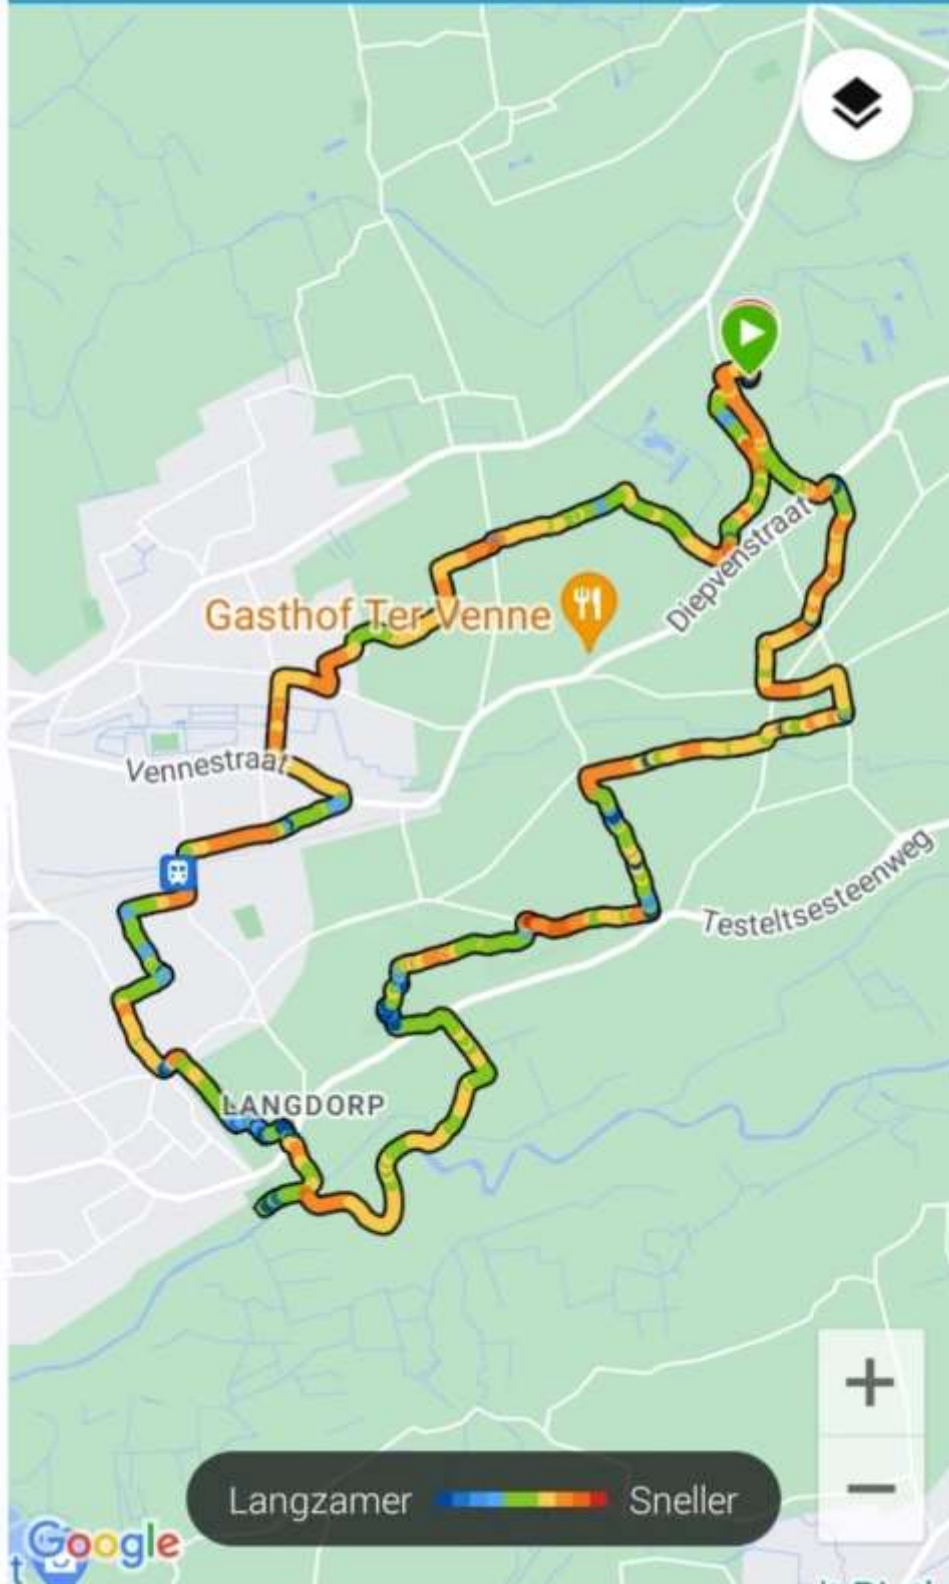 Gasthof Ter Venne
Diepvenstraat
Vennestraat
Testeltsesteenweg
LANGDORP
Langzamer
Sneller
Google